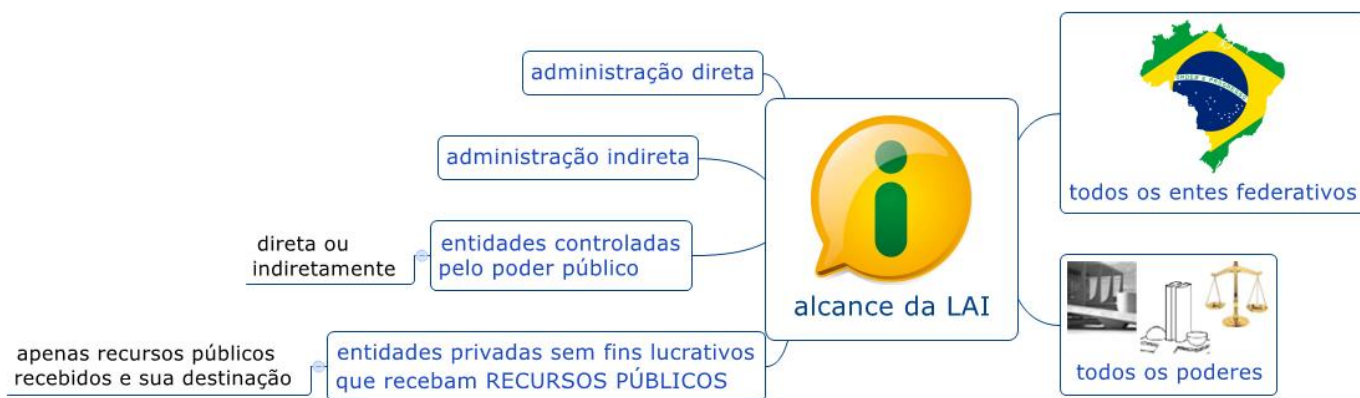 administração direta
administração indireta
direta ou
indiretamente
entidades controladas
pelo poder público
apenas recursos públicos
recebidos e sua destinação
entidades privadas sem fins lucrativos
que recebam RECURSOS PÚBLICOS
alcance da LAI
todos os entes federativos
todos os poderes